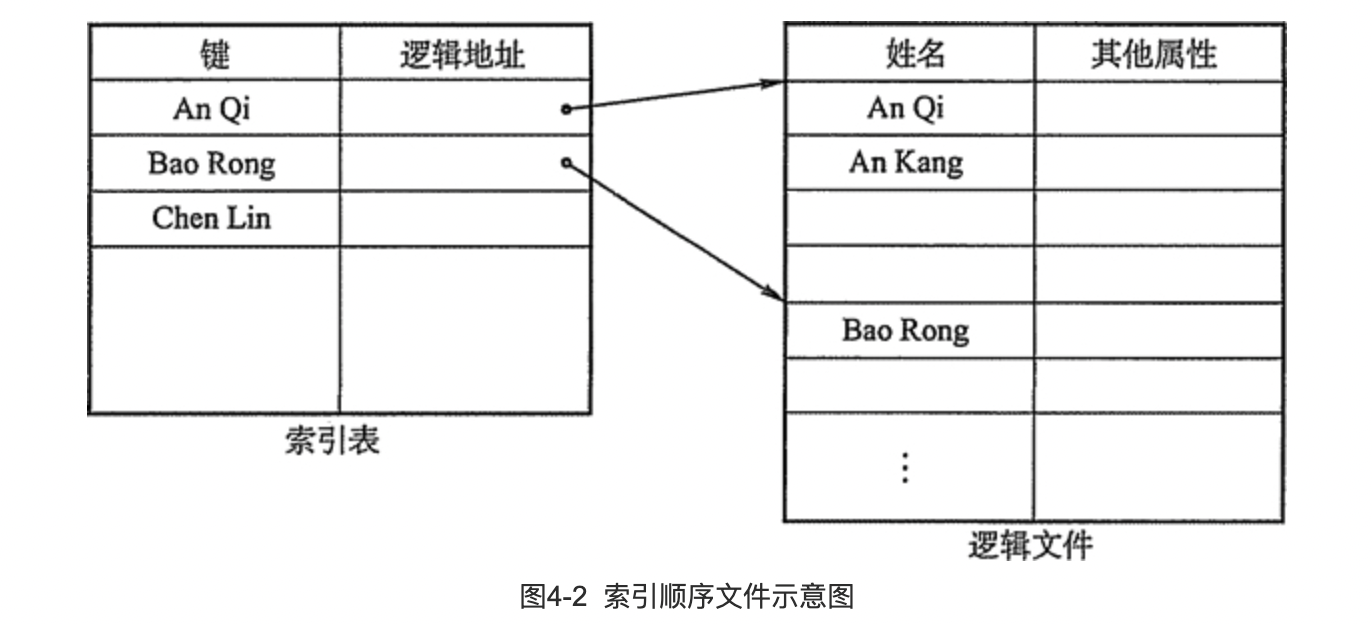 键 逻辑地址
An Qi
Bao Rong
Chen Lin
索引表
姓名 其他属性
An Qi
An Kang
Bao Rong
⋮
逻辑文件
图4-2 索引顺序文件示意图